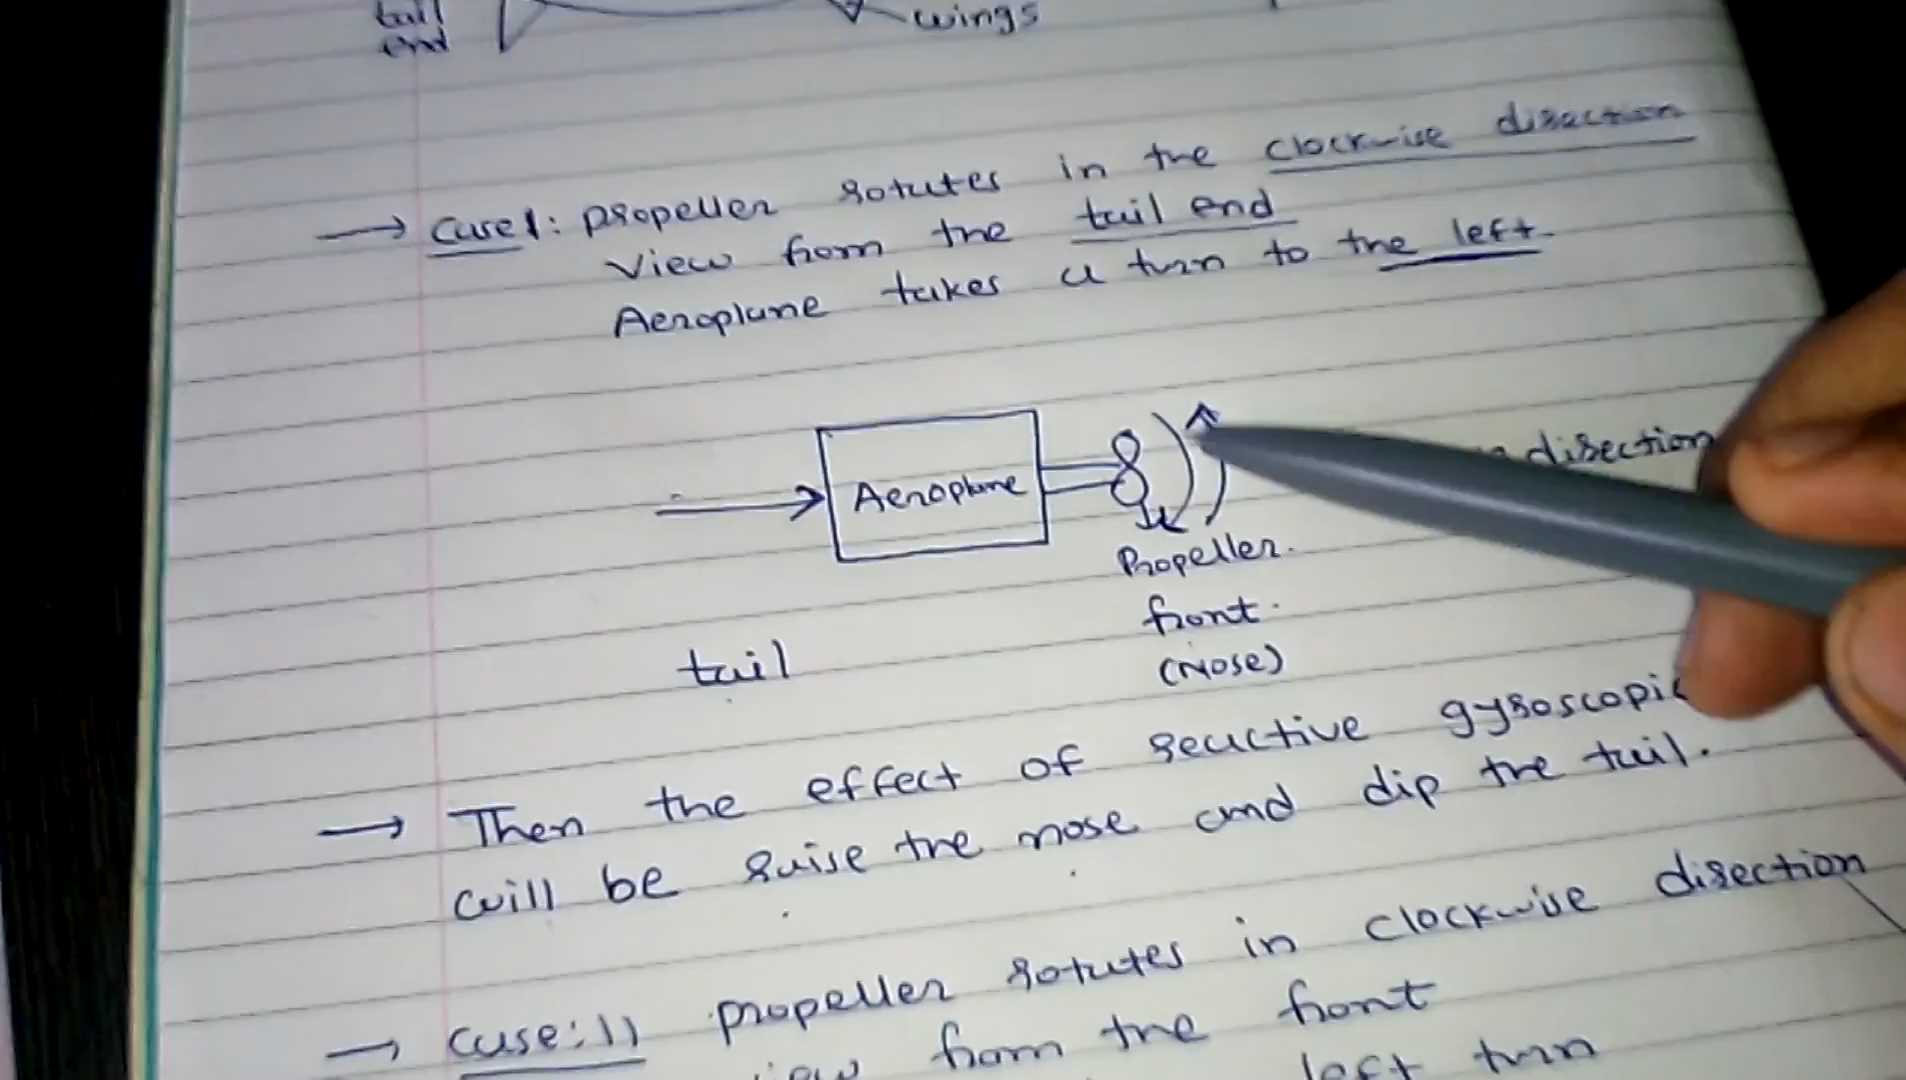 tail
end
wings
→ Case 1: propeller rotates in the clockwise direction
View from the tail end
Aeroplane takes a turn to the left.
direction
Aeroplane
Propeller.
front.
(Nose)
tail
→ Then the effect of reactive gyroscopic
will be raise the nose and dip the tail.
→ Case: 11 propeller rotates in clockwise direction
from the front
left turn